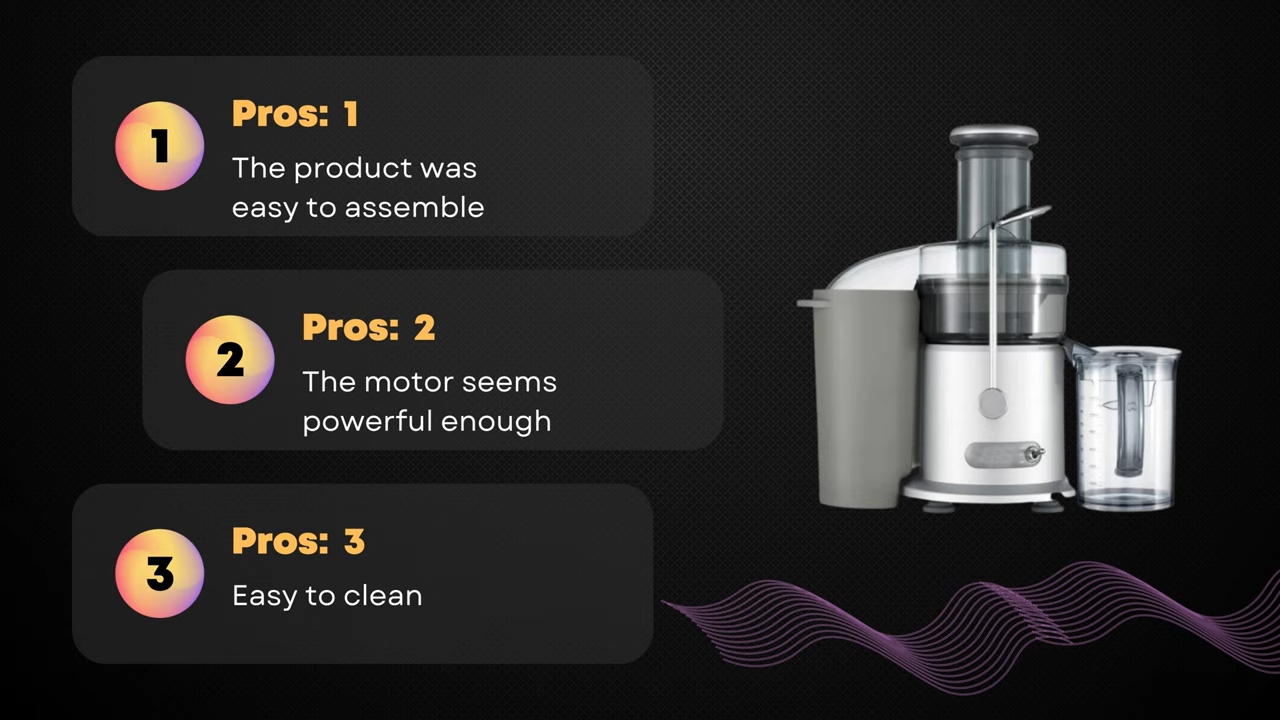 1
Pros: 1
The product was
easy to assemble
2
Pros: 2
The motor seems
powerful enough
3
Pros: 3
Easy to clean